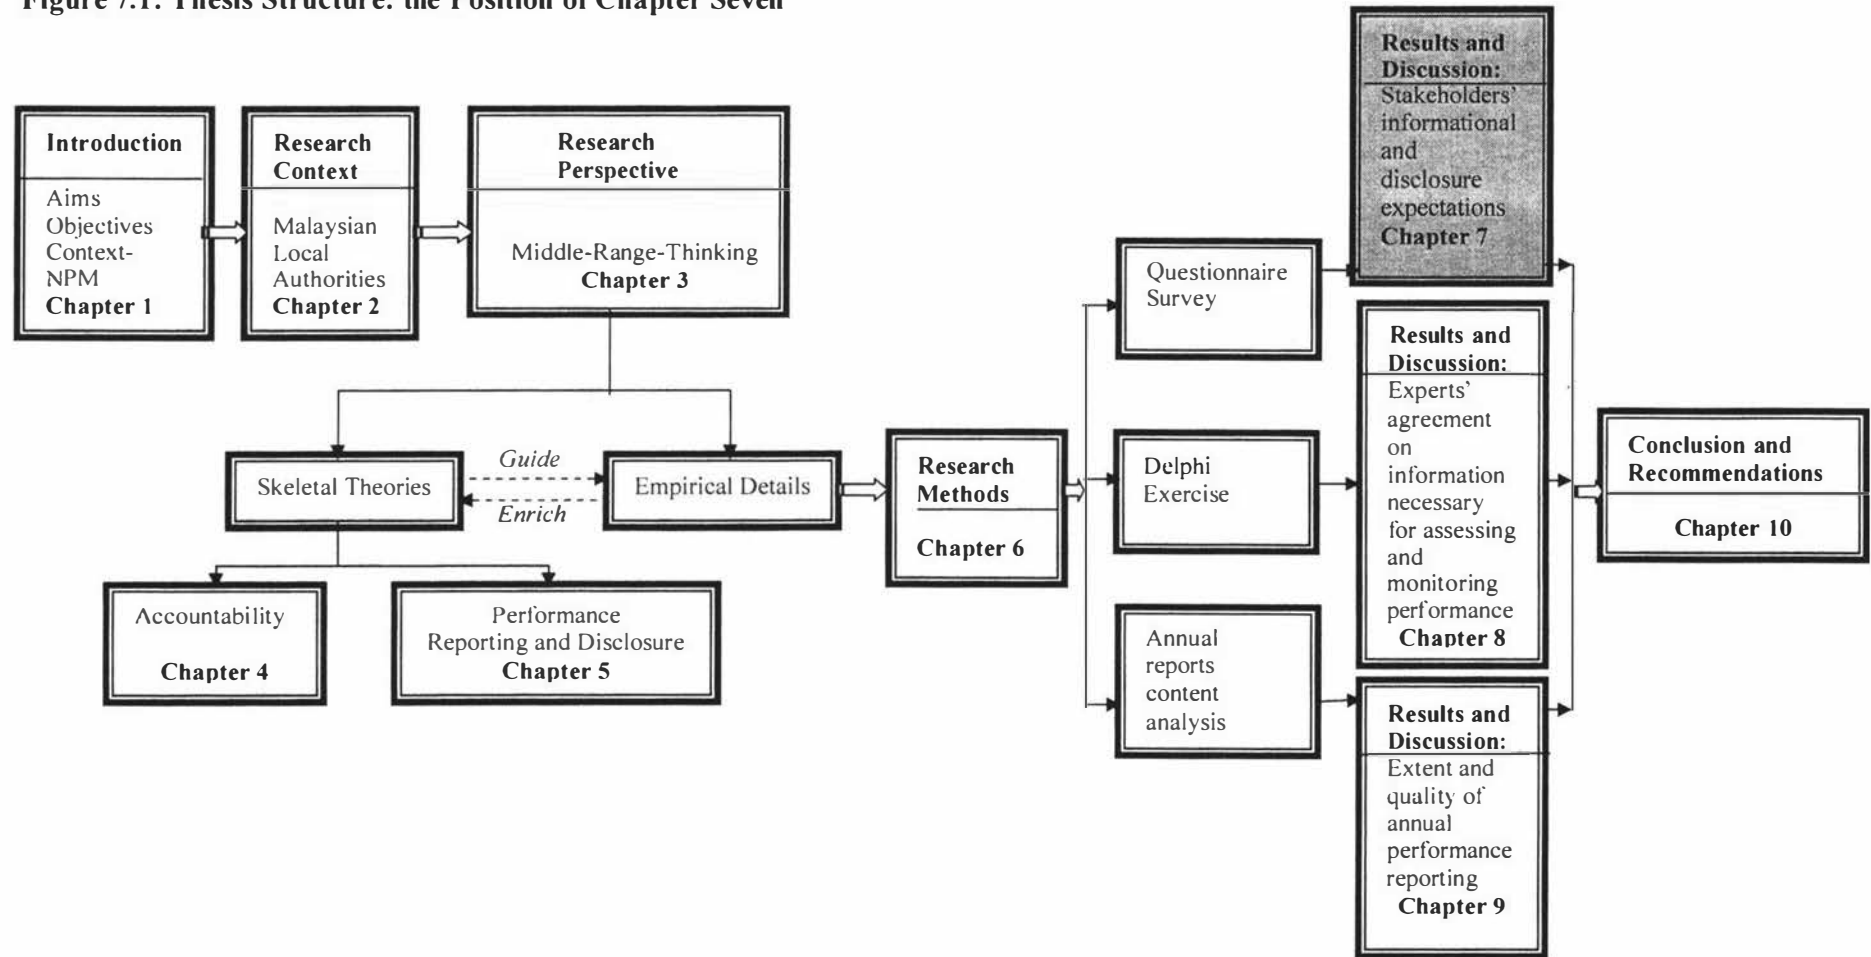 Figure 7.1: Thesis Structure: the Position of Chapter Seven
Introduction
Aims
Objectives
Context-
NPM
Chapter 1
Research
Context
Malaysian
Local
Authorities
Chapter 2
Research
Perspective
Middle-Range-Thinking
Chapter 3
Skeletal Theories
Guide
Enrich
Empirical Details
Accountability
Chapter 4
Performance
Reporting and Disclosure
Chapter 5
Research
Methods
Chapter 6
Questionnaire
Survey
Delphi
Exercise
Annual
reports
content
analysis
Results and
Discussion:
Stakeholders'
informational
and
disclosure
expectations
Chapter 7
Results and
Discussion:
Experts'
agreement
on
information
necessary
for assessing
and
monitoring
performance
Chapter 8
Results and
Discussion:
Extent and
quality of
annual
performance
reporting
Chapter 9
Conclusion and
Recommendations
Chapter 10